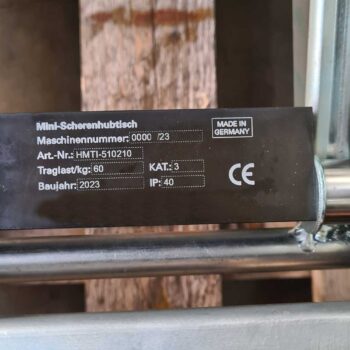 Mini-Scherenhubtisch
Maschinennummer: 0000 /23
Art.-Nr.: HMTI-510210
Traglast/kg: 60 KAT.: 3
Baujahr: 2023 IP: 40
MADE IN
GERMANY
CE